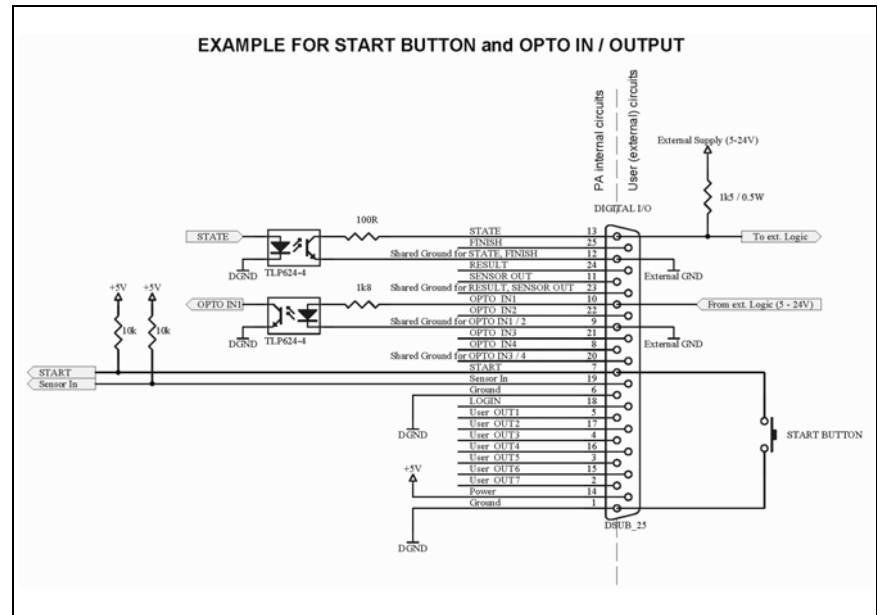 EXAMPLE FOR START BUTTON and OPTO IN / OUTPUT
PA internal circuits
User (external) circuits
External Supply (5-24V)
1k5 / 0.5W
DIGITAL I/O
100R
STATE
STATE 13
To ext. Logic
FINISH 25
Shared Ground for STATE, FINISH 12
RESULT 24
DGND
TLP624-4
SENSOR OUT 11
External GND
+5V
+5V
1k8
Shared Ground for RESULT, SENSOR OUT 23
OPTO IN1
OPTO IN1 10
From ext. Logic (5 - 24V)
OPTO IN2 22
Shared Ground for OPTO IN1 / 2 9
10k
10k
OPTO IN3 21
DGND
TLP624-4
OPTO IN4 8
External GND
Shared Ground for OPTO IN3 / 4 20
START
START 7
Sensor In
Sensor In 19
Ground 6
LOGIN 18
User OUT1 5
DGND
User OUT2 17
User OUT3 4
START BUTTON
User OUT4 16
User OUT5 3
+5V
User OUT6 15
User OUT7 2
Power 14
Ground 1
DSUB_25
DGND